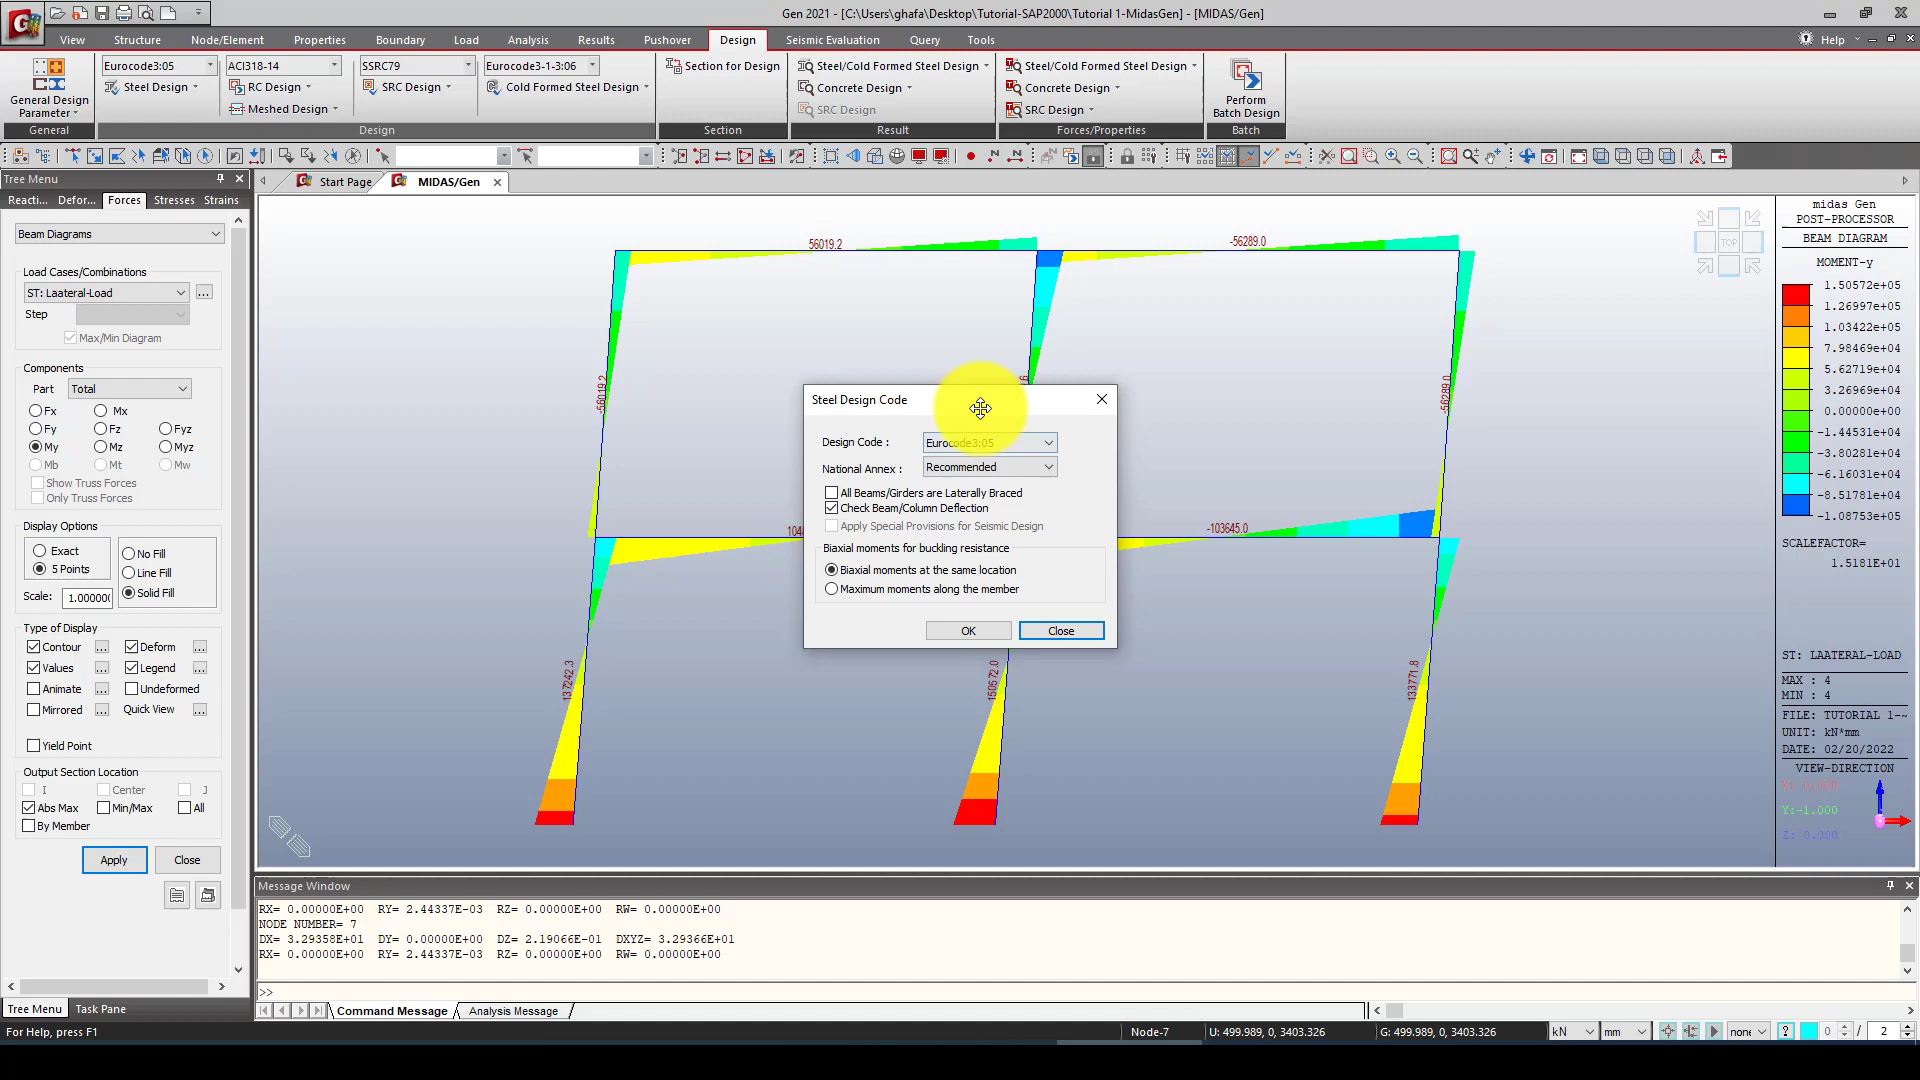 Gen 2021 - [C:\Users\ghafa\Desktop\Tutorial-SAP2000\Tutorial 1-MidasGen] - [MIDAS/Gen]
View Structure Node/Element Properties Boundary Load Analysis Results Pushover Design Seismic Evaluation Query Tools Help
General Design Parameter
General
Eurocode3:05 ACI318-14 SSRC79 Eurocode3-1-3:06
Steel Design RC Design SRC Design Cold Formed Steel Design
Meshed Design
Design
Section for Design
Section
Steel/Cold Formed Steel Design
Concrete Design
SRC Design
Result
Steel/Cold Formed Steel Design
Concrete Design
SRC Design
Forces/Properties
Perform Batch Design
Batch
Tree Menu
Start Page MIDAS/Gen
Reacti... Defor... Forces Stresses Strains
Beam Diagrams
Load Cases/Combinations
ST: Laateral-Load ...
Step
Max/Min Diagram
Components
Part Total
Fx Mx
Fy Fz Fyz
My Mz Myz
Mb Mt Mw
Show Truss Forces
Only Truss Forces
Display Options
Exact
5 Points
No Fill
Line Fill
Solid Fill
Scale: 1.00000
Type of Display
Contour ... Deform ...
Values ... Legend ...
Animate ... Undeformed
Mirrored ... Quick View ...
Yield Point
Output Section Location
I Center J
Abs Max Min/Max All
By Member
Apply Close
Tree Menu Task Pane
56019.2
-56289.0
-56019.2
-56289.0
-103645.0
137242.3
150572.0
133771.8
TOP
Steel Design Code
Design Code : Eurocode3:05
National Annex : Recommended
All Beams/Girders are Laterally Braced
Check Beam/Column Deflection
Apply Special Provisions for Seismic Design
Biaxial moments for buckling resistance
Biaxial moments at the same location
Maximum moments along the member
OK Close
midas Gen
POST-PROCESSOR
BEAM DIAGRAM
MOMENT-y
1.50572e+05
1.26997e+05
1.03422e+05
7.98469e+04
5.62719e+04
3.26969e+04
0.00000e+00
-1.44531e+04
-3.80281e+04
-6.16031e+04
-8.51781e+04
-1.08753e+05
SCALEFACTOR=
1.5181E+01
ST: LAATERAL-LOAD
MAX : 4
MIN : 4
FILE: TUTORIAL 1-~
UNIT: kN*mm
DATE: 02/20/2022
VIEW-DIRECTION
X: 0.000
Y:-1.000
Z: 0.000
Message Window
RX= 0.00000E+00 RY= 2.44337E-03 RZ= 0.00000E+00 RW= 0.00000E+00
NODE NUMBER= 7
DX= 3.29358E+01 DY= 0.00000E+00 DZ= 2.19066E-01 DXYZ= 3.29366E+01
RX= 0.00000E+00 RY= 2.44337E-03 RZ= 0.00000E+00 RW= 0.00000E+00
>>
Command Message Analysis Message
For Help, press F1 Node-7 U: 499.989, 0, 3403.326 G: 499.989, 0, 3403.326 kN mm none ? 0 / 2